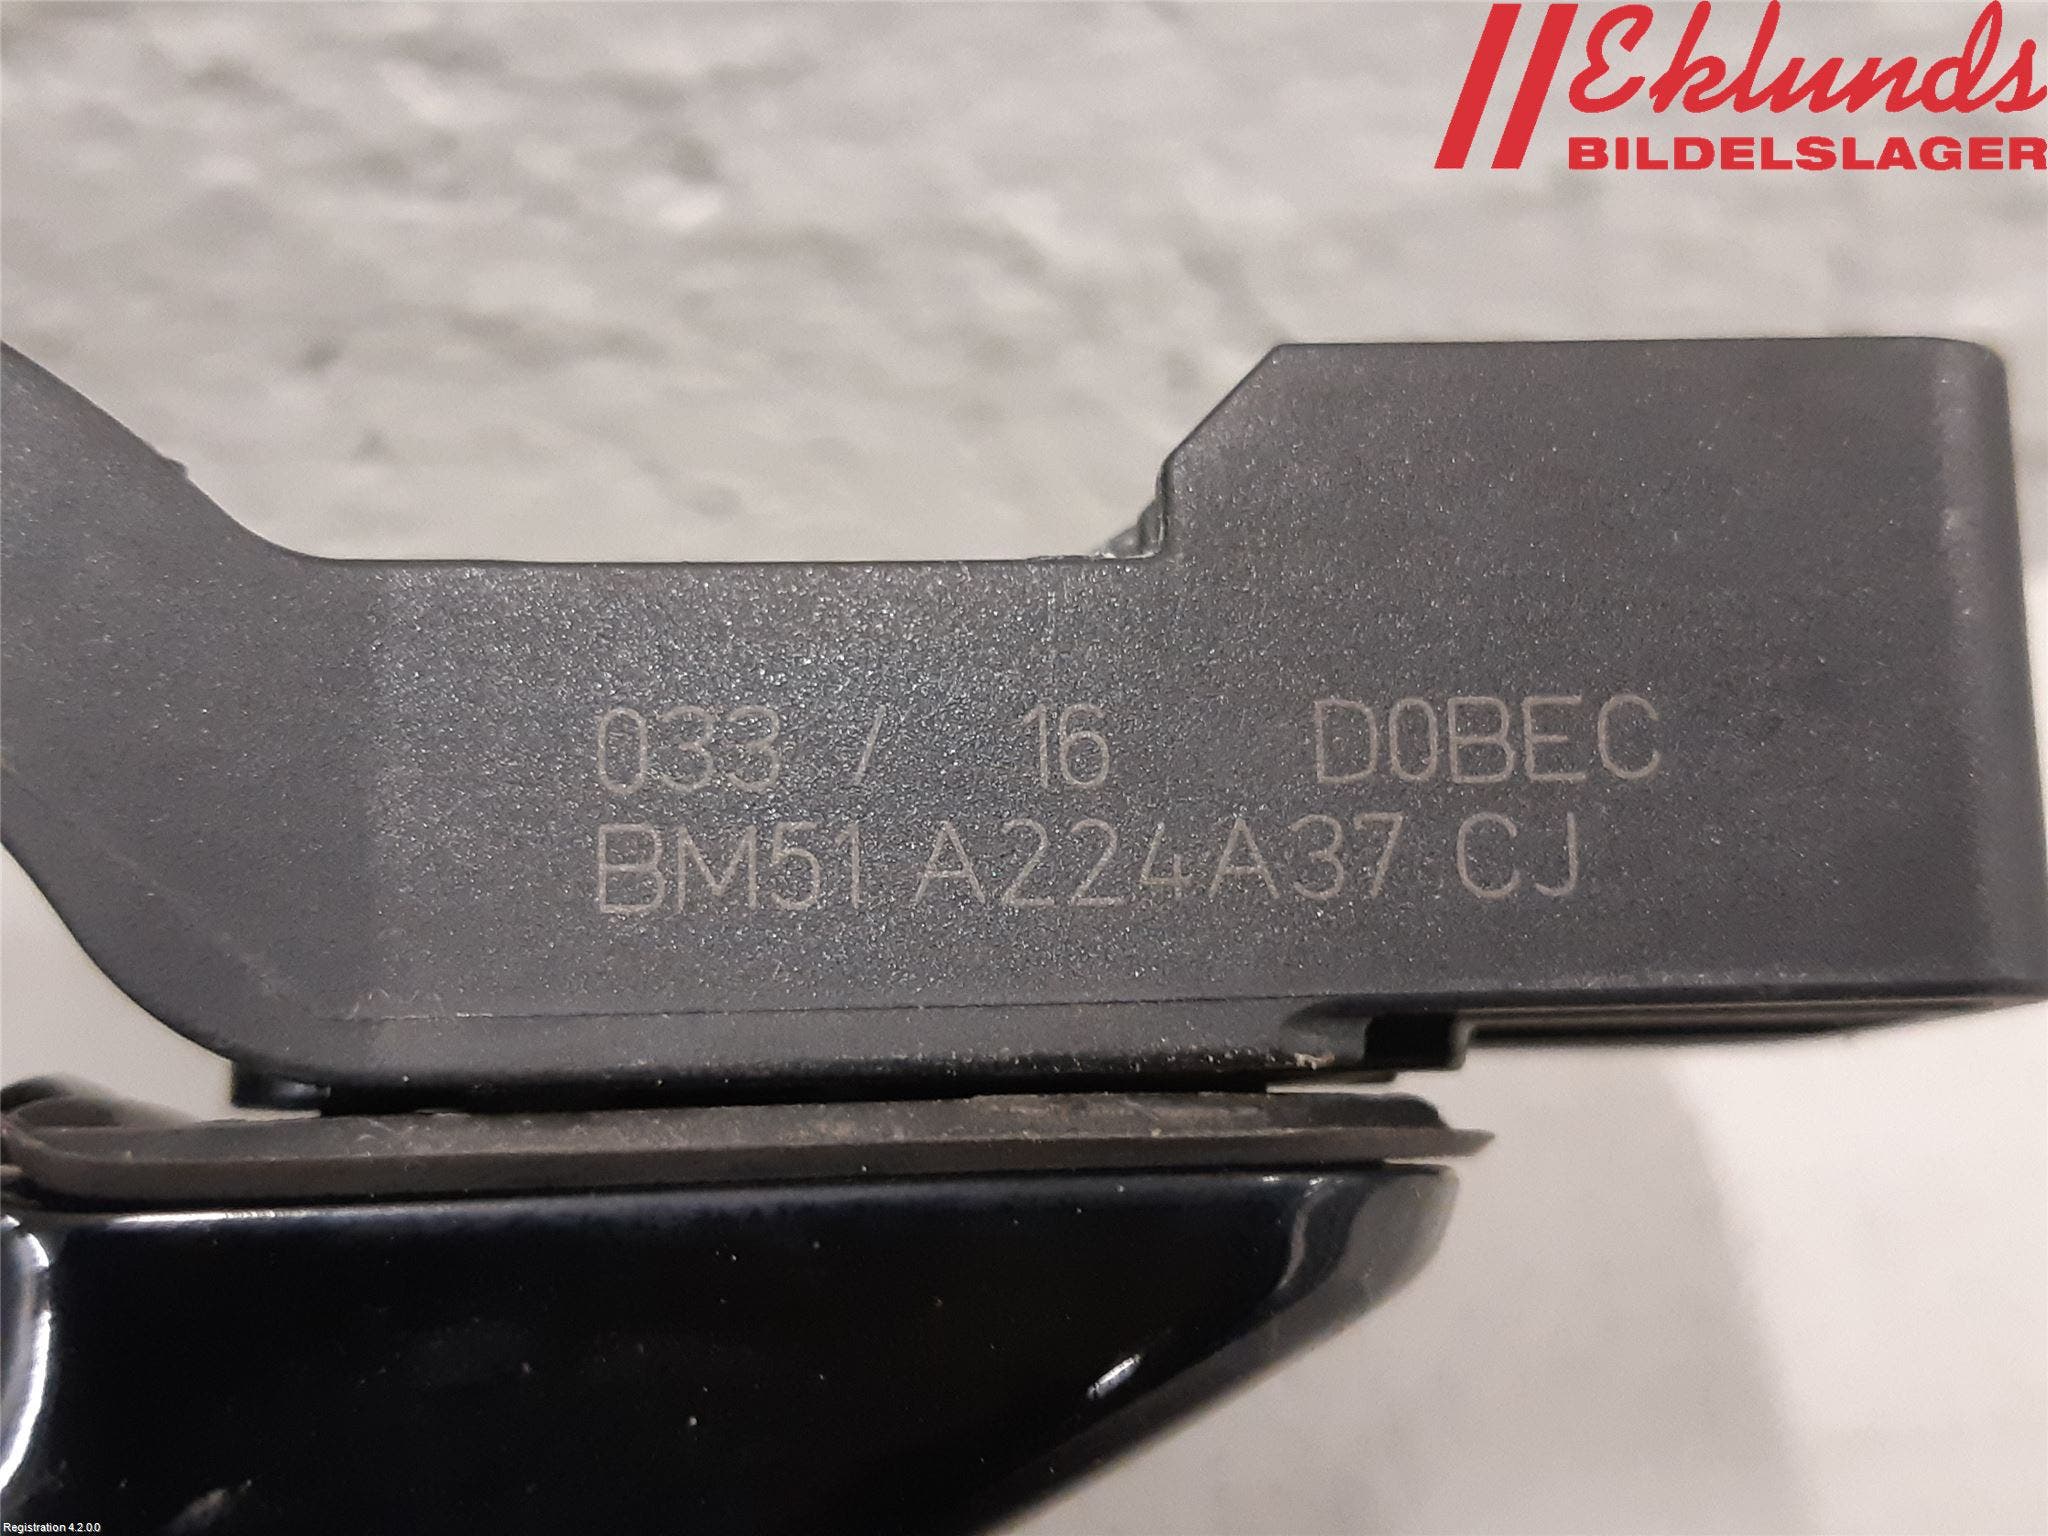 Eklunds
BILDELSLAGER
033 / 16 D0BEC
BM51 A224A37 CJ
Registration 4.2.0.0